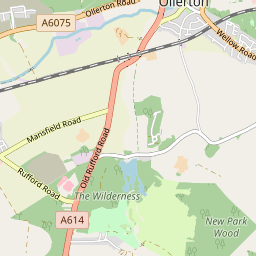 Ollerton Road
Ollerton
A6075
Wellow Road
Mansfield Road
Old Rufford Road
Rufford Road
The Wilderness
A614
New Park
Wood